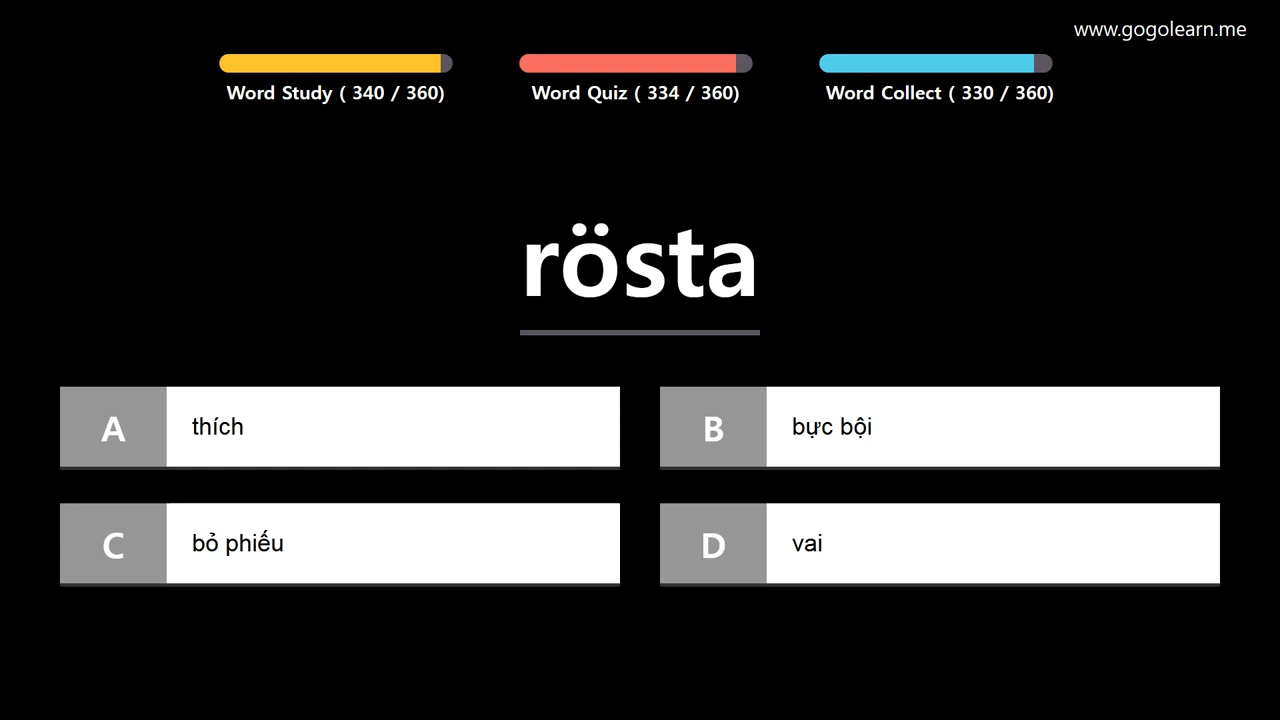 www.gogolearn.me
Word Study ( 340 / 360)
Word Quiz ( 334 / 360)
Word Collect ( 330 / 360)
rösta
A thích
B bực bội
C bỏ phiếu
D vai